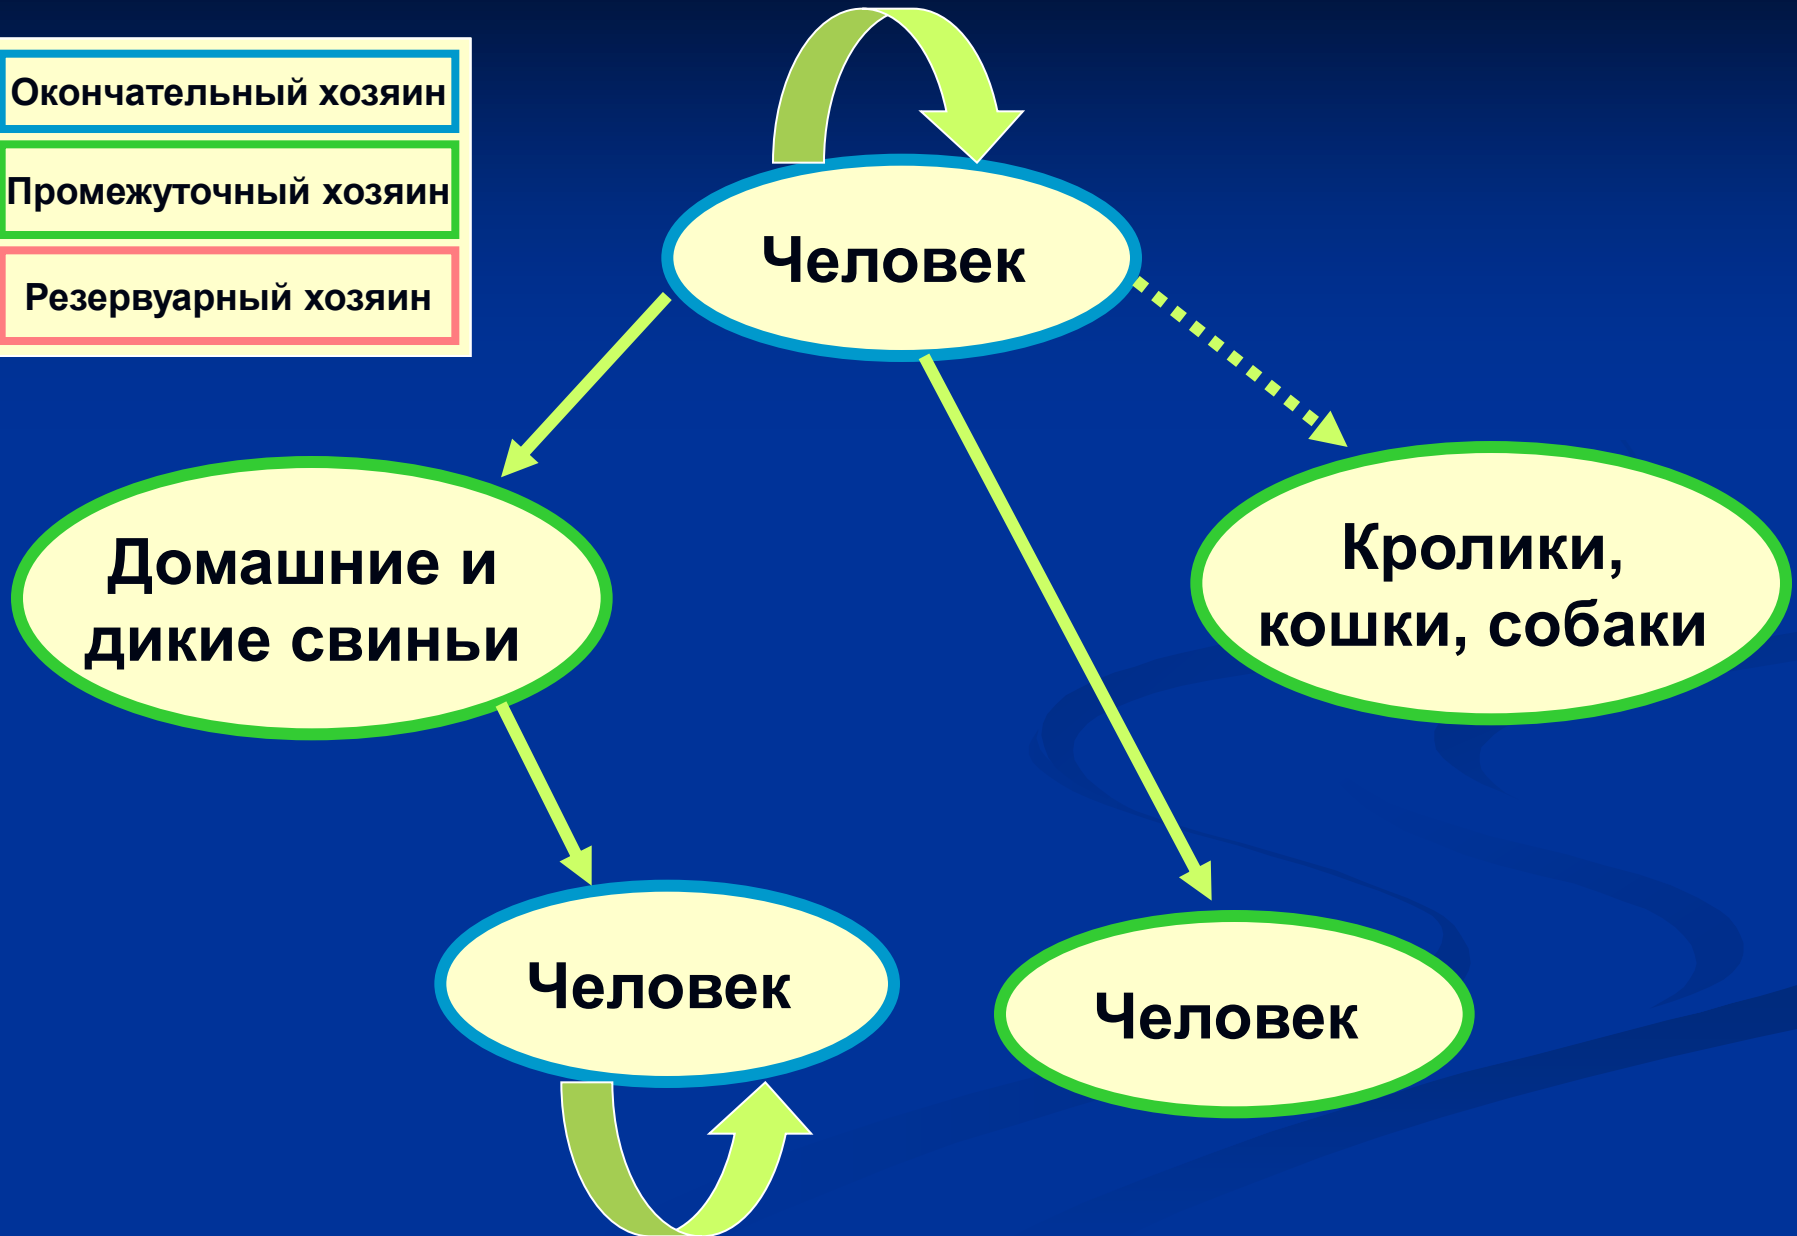 Окончательный хозяин
Промежуточный хозяин
Резервуарный хозяин
Человек
Домашние и
дикие свиньи
Кролики,
кошки, собаки
Человек
Человек